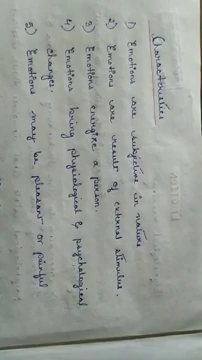 Characteristics
1) Emotions are subjective in nature.
2) Emotions are result of external stimulus.
3) Emotions energize a person.
4) Emotions bring physiological & psychological
changes.
5) Emotions may be pleasant or painful